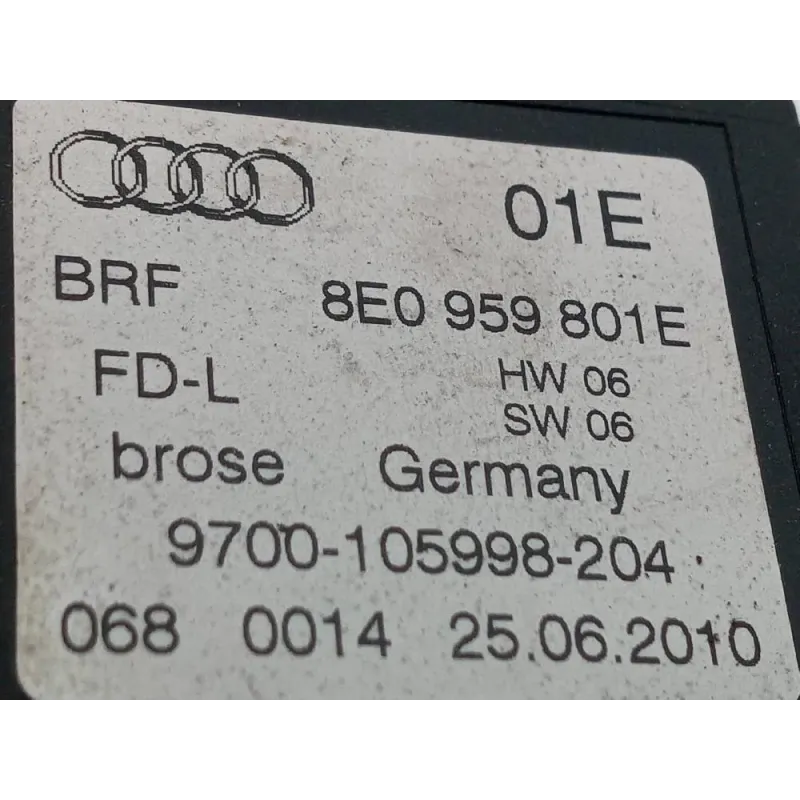 01E
BRF 8E0 959 801E
FD-L HW 06
SW 06
brose Germany
9700-105998-204
068 0014 25.06.2010